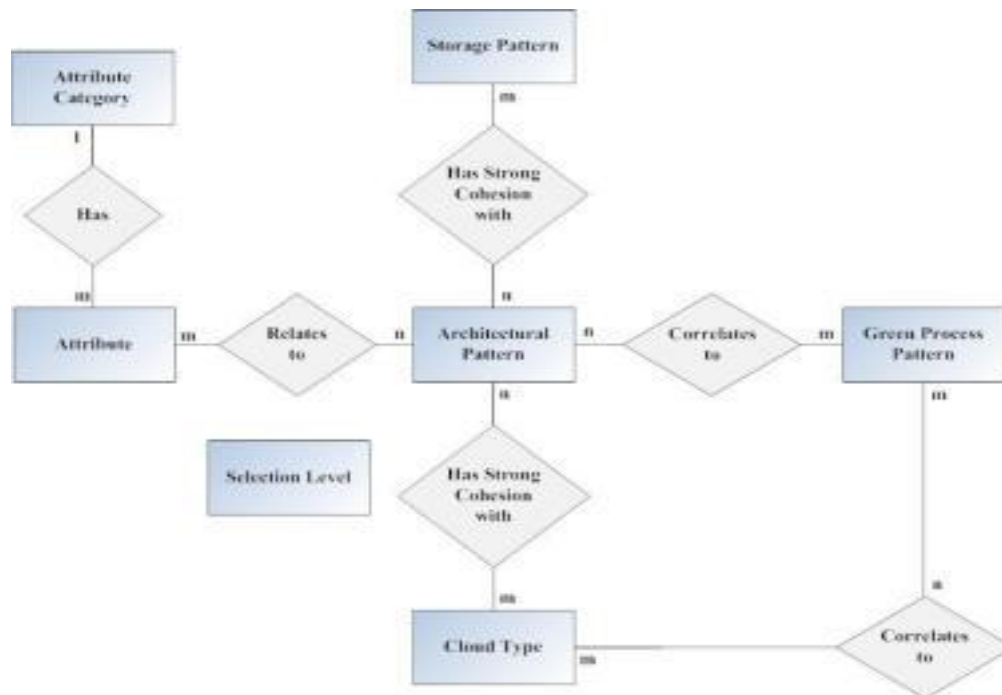 Storage Pattern
Attribute
Category
m
1
Has Strong
Cohesion
with
Has
m
n
Attribute
m
Relates
to
n
Architectural
Pattern
n
Correlates
to
m
Green Process
Pattern
n
m
Selection Level
Has Strong
Cohesion
with
n
m
Cloud Type
m
Correlates
to